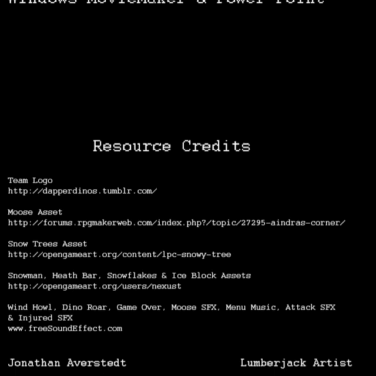 Windows MovieMaker & Power Point
Resource Credits
Team Logo
http://dapperdinos.tumblr.com/
Moose Asset
http://forums.rpgmakerweb.com/index.php?/topic/27295-aindras-corner/
Snow Trees Asset
http://opengameart.org/content/lpc-snowy-tree
Snowman, Heath Bar, Snowflakes & Ice Block Assets
http://opengameart.org/users/nexust
Wind Howl, Dino Roar, Game Over, Moose SFX, Menu Music, Attack SFX
& Injured SFX
www.freeSoundEffect.com
Jonathan Averstedt Lumberjack Artist